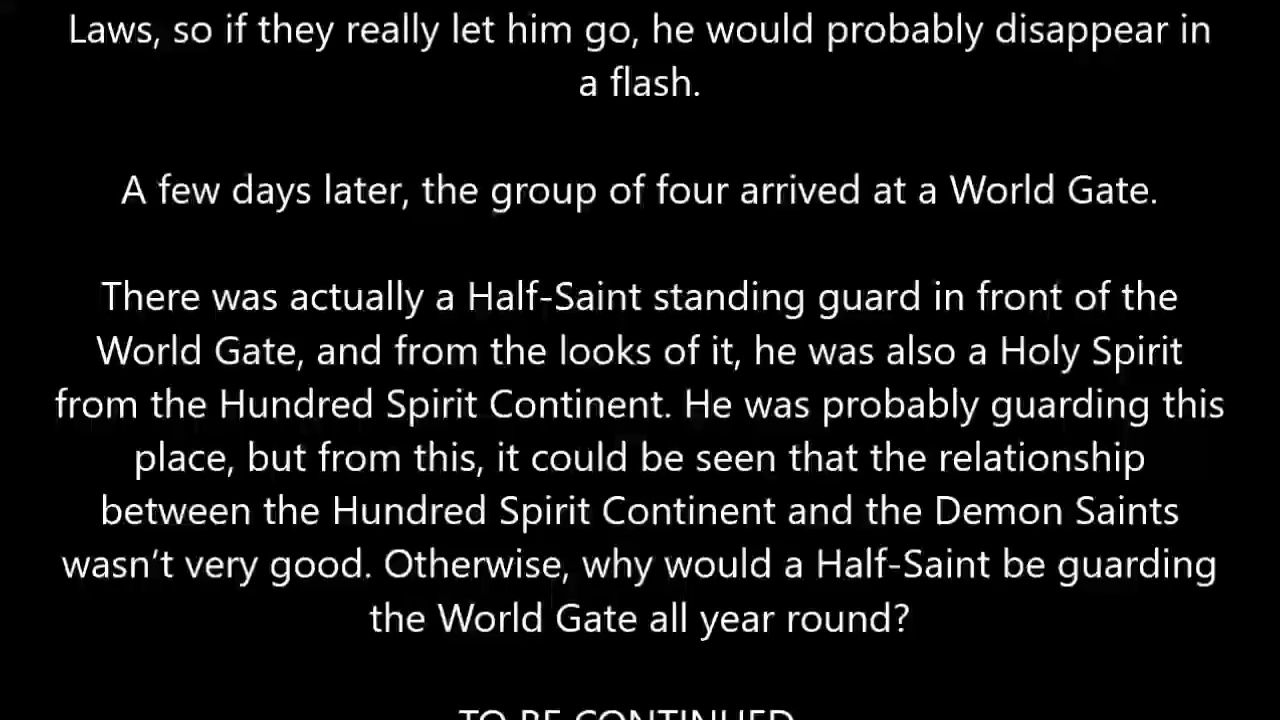 Laws, so if they really let him go, he would probably disappear in
a flash.
A few days later, the group of four arrived at a World Gate.
There was actually a Half-Saint standing guard in front of the
World Gate, and from the looks of it, he was also a Holy Spirit
from the Hundred Spirit Continent. He was probably guarding this
place, but from this, it could be seen that the relationship
between the Hundred Spirit Continent and the Demon Saints
wasn’t very good. Otherwise, why would a Half-Saint be guarding
the World Gate all year round?
TO BE CONTINUED